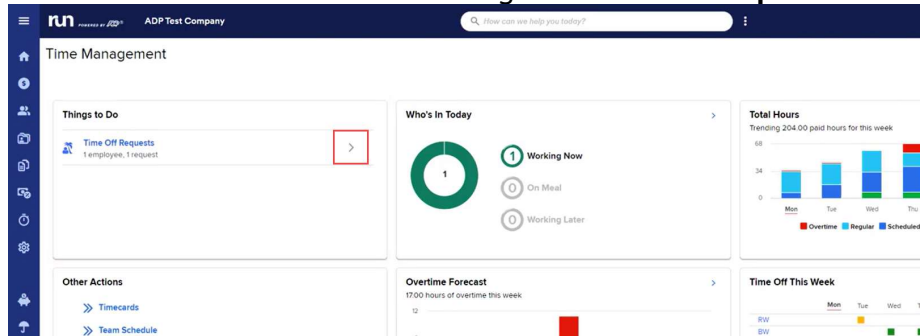 run POWERED BY ADP ADP Test Company How can we help you today?
Time Management
Things to Do
Time Off Requests
1 employee, 1 request
Who's In Today
1
1 Working Now
0 On Meal
0 Working Later
Total Hours
Trending 204.00 paid hours for this week
68
34
0
Mon Tue Wed Thu
Overtime Regular Scheduled
Other Actions
Timecards
Team Schedule
Overtime Forecast
17.00 hours of overtime this week
12
Time Off This Week
Mon Tue Wed T
RW
BW